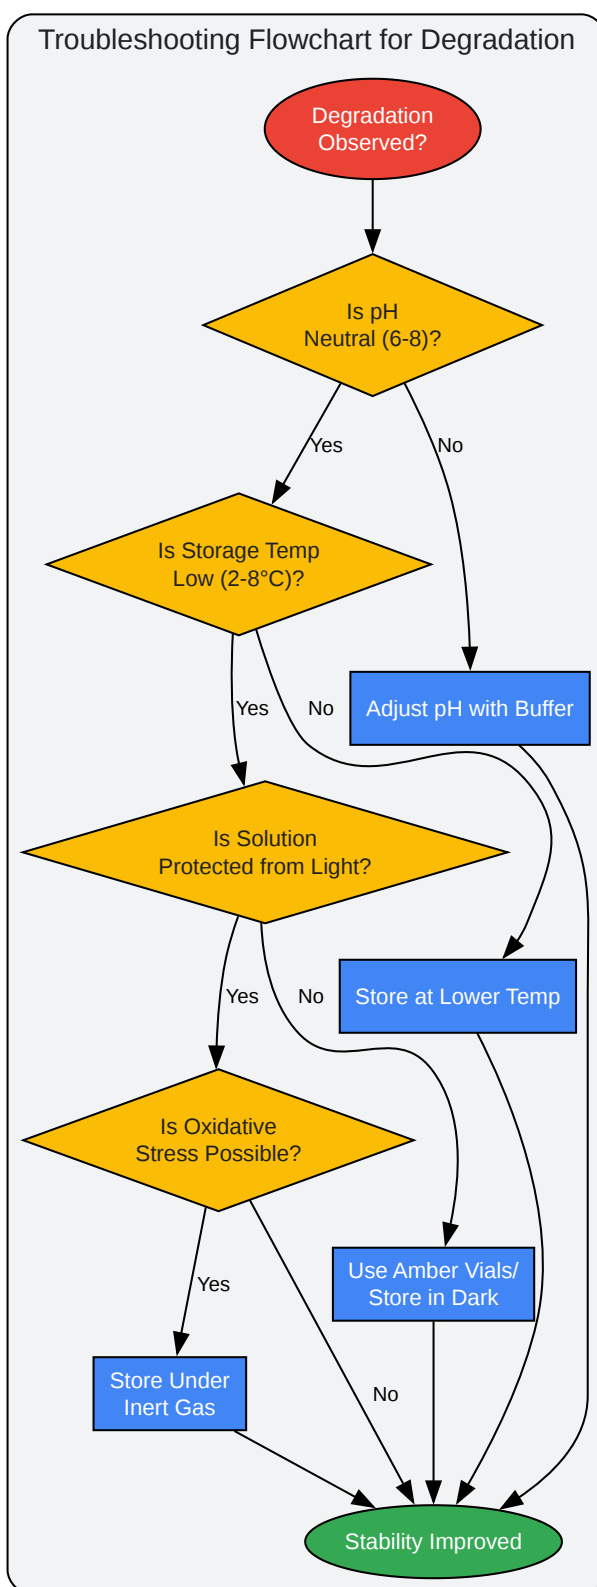 Troubleshooting Flowchart for Degradation
Degradation
Observed?
Is pH
Neutral (6-8)?
Yes
No
Is Storage Temp
Low (2-8°C)?
Yes
No
Adjust pH with Buffer
Is Solution
Protected from Light?
Yes
No
Store at Lower Temp
Is Oxidative
Stress Possible?
Yes
Use Amber Vials/
Store in Dark
Store Under
Inert Gas
No
Stability Improved